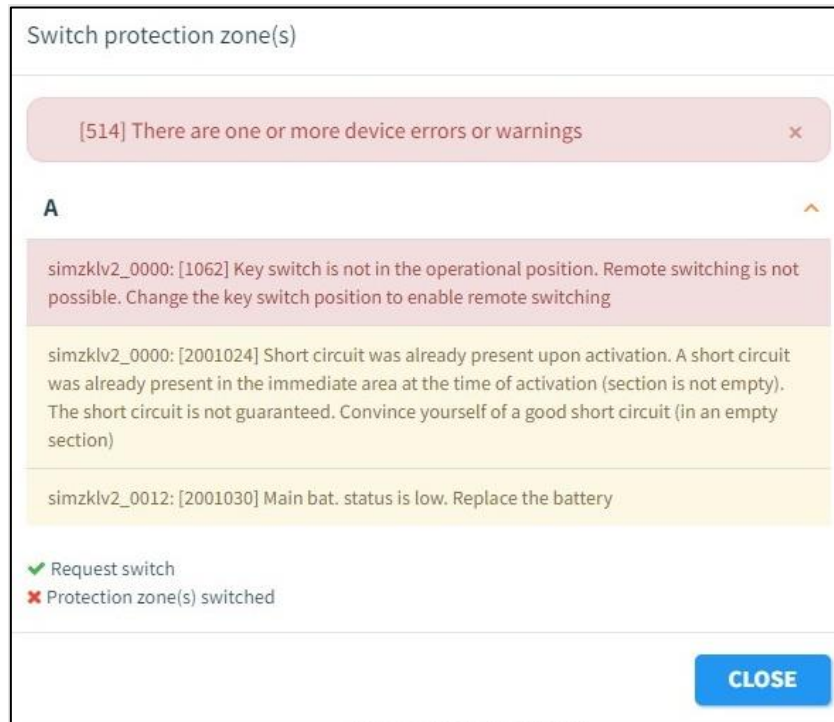 Switch protection zone(s)
[514] There are one or more device errors or warnings ×
A
simzklv2_0000: [1062] Key switch is not in the operational position. Remote switching is not
possible. Change the key switch position to enable remote switching
simzklv2_0000: [2001024] Short circuit was already present upon activation. A short circuit
was already present in the immediate area at the time of activation (section is not empty).
The short circuit is not guaranteed. Convince yourself of a good short circuit (in an empty
section)
simzklv2_0012: [2001030] Main bat. status is low. Replace the battery
Request switch
Protection zone(s) switched
CLOSE